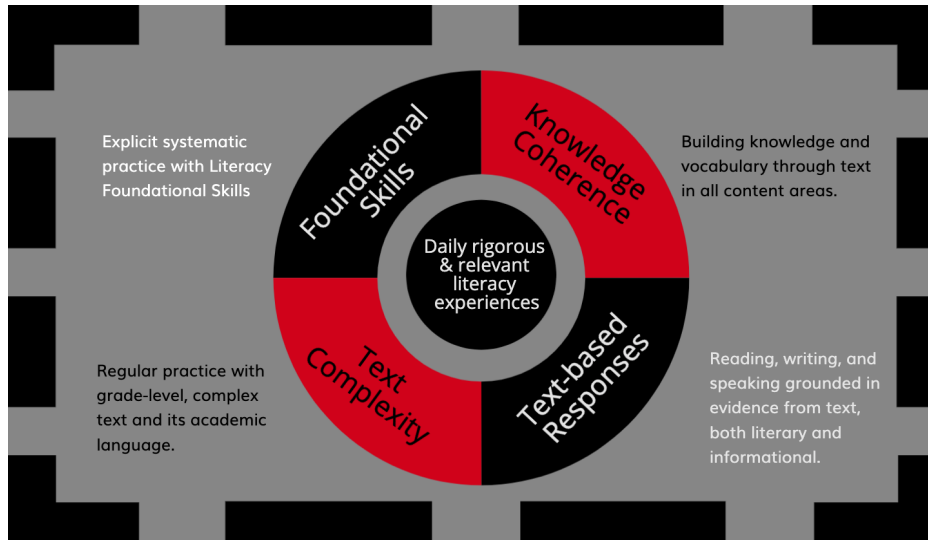 Explicit systematic
practice with Literacy
Foundational Skills
Foundational
Skills
Knowledge
Coherence
Building knowledge and
vocabulary through text
in all content areas.
Daily rigorous
& relevant
literacy
experiences
Regular practice with
grade-level, complex
text and its academic
language.
Text
Complexity
Text-based
Responses
Reading, writing, and
speaking grounded in
evidence from text,
both literary and
informational.